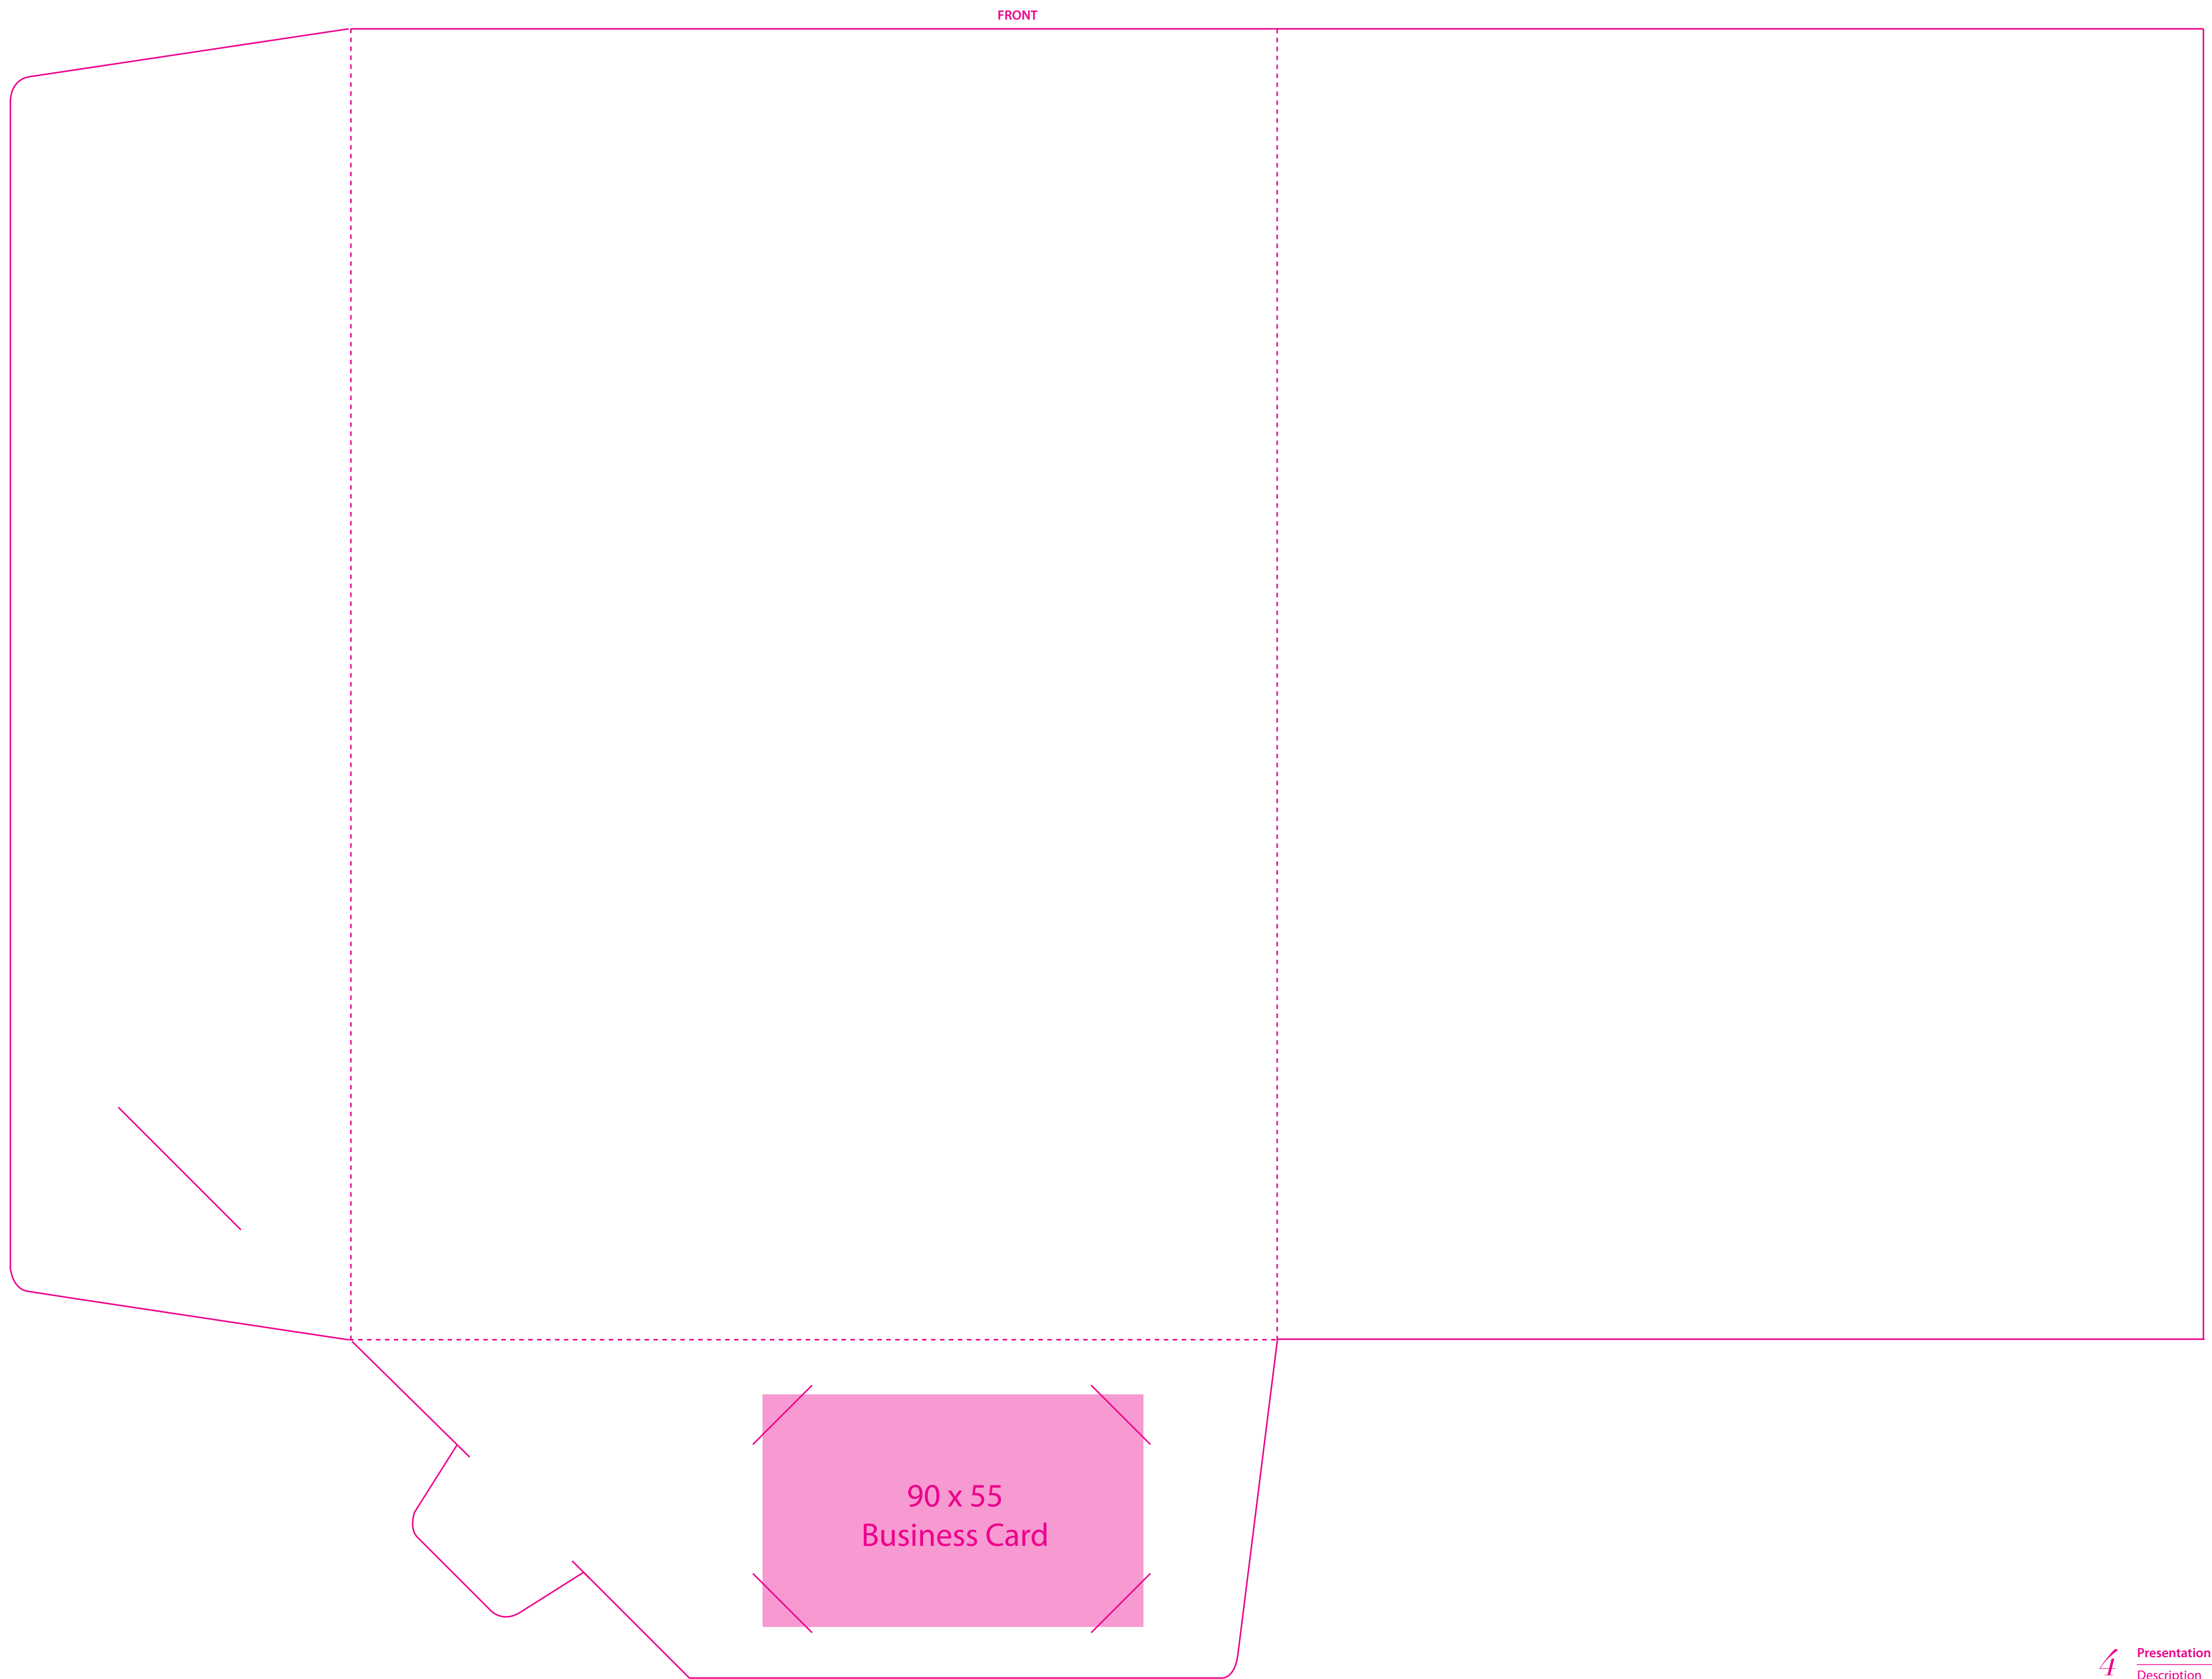 FRONT
90 x 55
Business Card
4
Presentation
Description